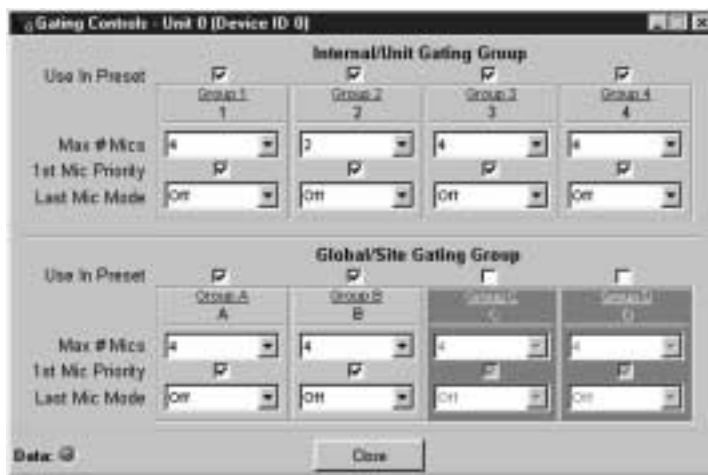 Gating Controls - Unit 0 (Device ID 0)
Internal/Unit Gating Group
Use In Preset
Group 1 Group 2 Group 3 Group 4
1 2 3 4
Max # Mics 4 2 4 4
1st Mic Priority
Last Mic Mode Off Off Off Off
Global/Site Gating Group
Use In Preset
Group A Group B Group C Group D
A B C D
Max # Mics 4 4 4 4
1st Mic Priority
Last Mic Mode Off Off Off Off
Data: Close